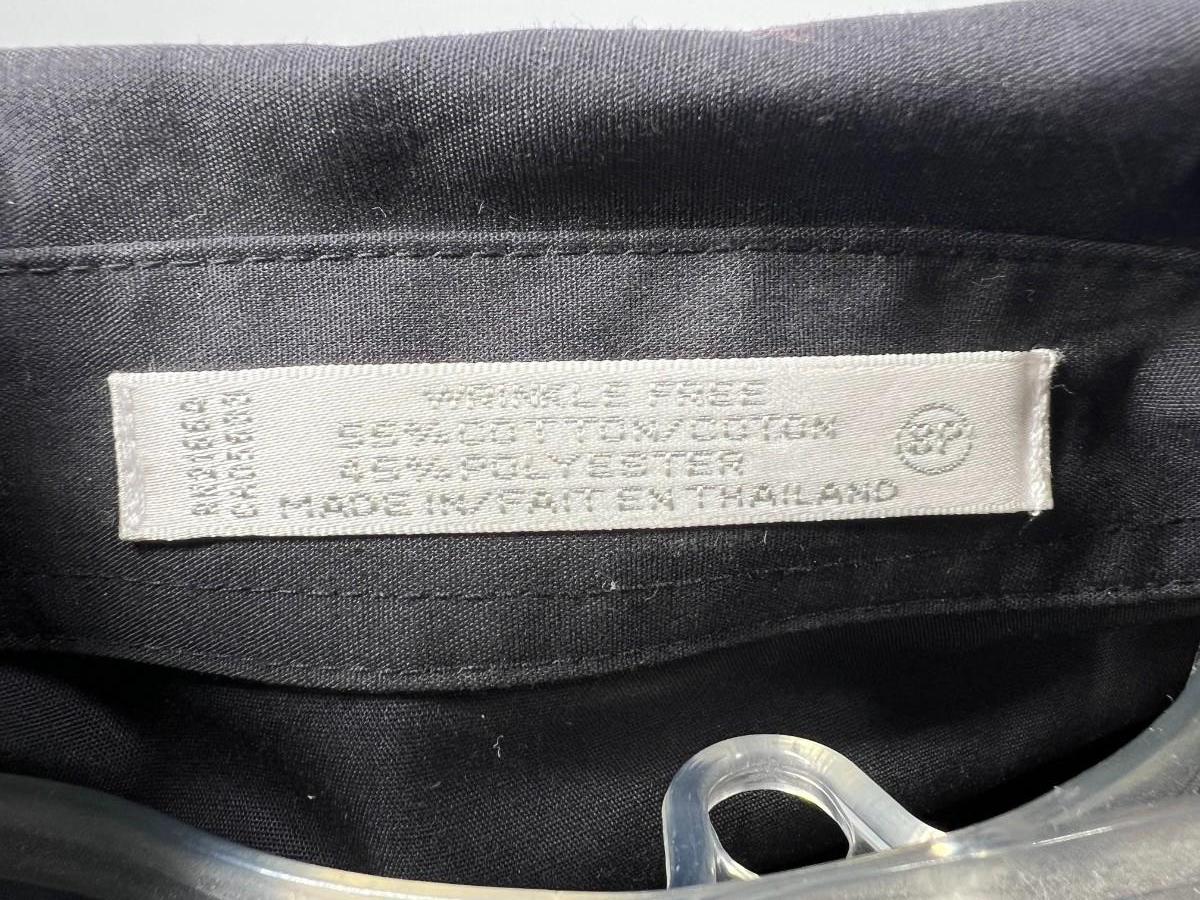 WRINKLE FREE
55% COTTON/COTON
45% POLYESTER
MADE IN/FAIT EN THAILAND